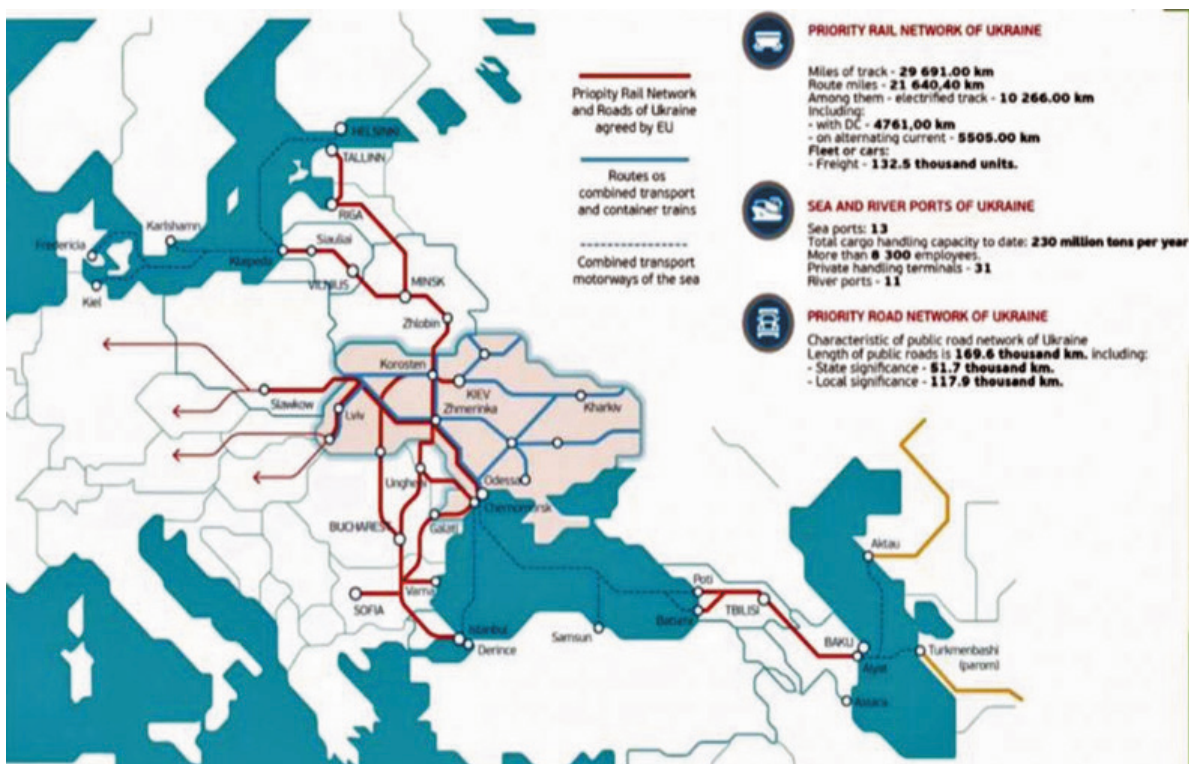 PRIORITY RAIL NETWORK OF UKRAINE
Miles of track - 29 691.00 km
Route miles - 21 640,40 km
Among them - electrified track - 10 266.00 km
Including:
- with DC - 4761,00 km
- on alternating current - 5505.00 km
Fleet or cars:
- Freight - 132.5 thousand units.
SEA AND RIVER PORTS OF UKRAINE
Sea ports: 13
Total cargo handling capacity to date: 230 million tons per year
More than 8 300 employees.
Private handling terminals - 31
River ports - 11
PRIORITY ROAD NETWORK OF UKRAINE
Characteristic of public road network of Ukraine
Length of public roads is 169.6 thousand km. including:
- State significance - 51.7 thousand km.
- Local significance - 117.9 thousand km.
Priopity Rail Network
and Roads of Ukraine
agreed by EU
Routes os
combined transport
and container trains
Combined transport
motorways of the sea
HELSINKI
TALLINN
RIGA
Karlshamn
Fredericia
Siauliai
Klaipeda
Kiel
VILNIUS
MINSK
Zhlobin
Korosten
KIEV
Slawkow
Lviv
Zhmerinka
Kharkiv
Ungheni
Odessa
Chernomorsk
BUCHAREST
Galati
Varna
SOFIA
Istanbul
Derince
Samsun
Poti
Batumi
TBILISI
BAKU
Alyat
Astara
Aktau
Turkmenbashi
(parom)